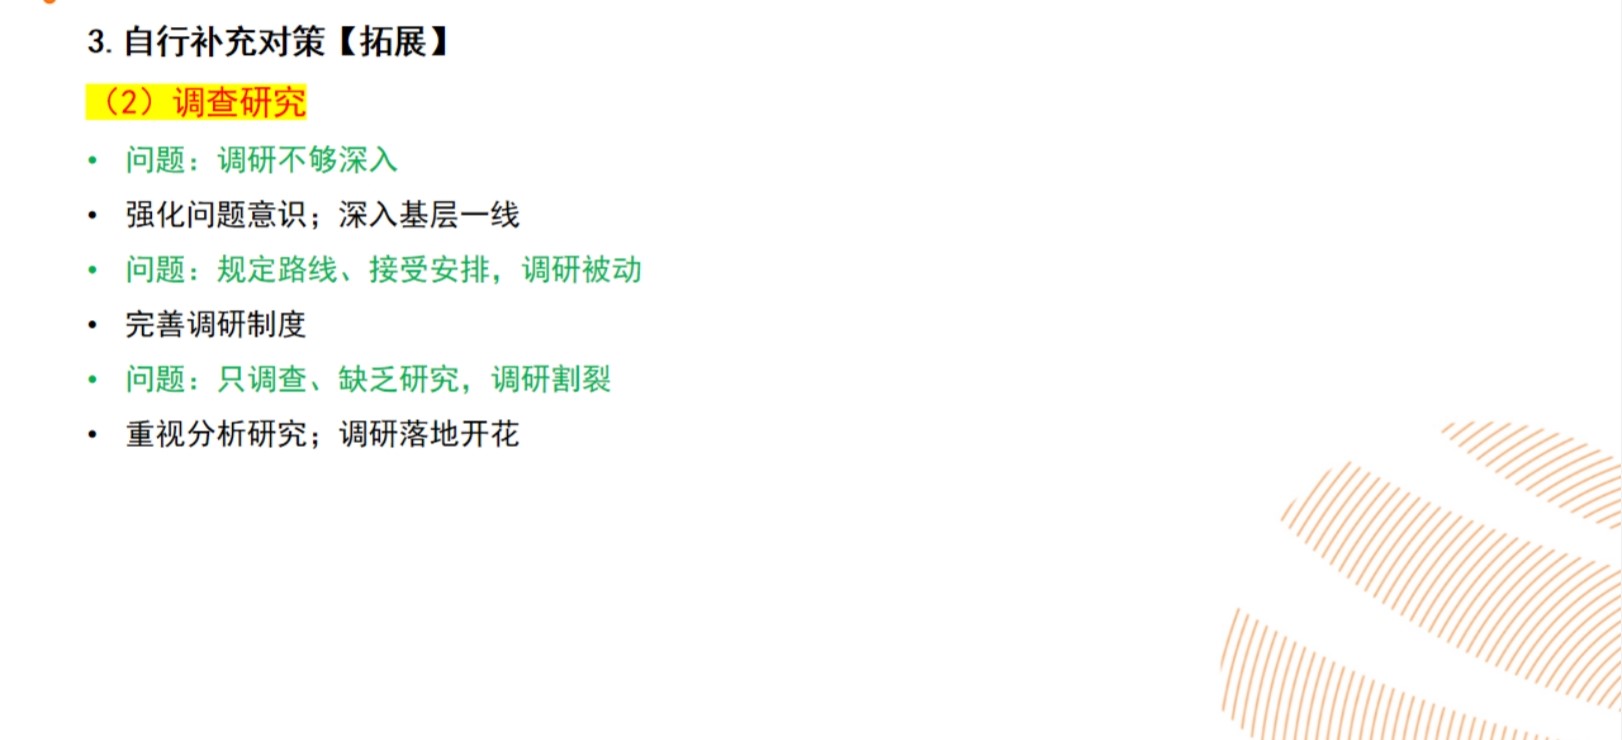 3. 自行补充对策【拓展】
（2）调查研究
• 问题：调研不够深入
• 强化问题意识；深入基层一线
• 问题：规定路线、接受安排，调研被动
• 完善调研制度
• 问题：只调查、缺乏研究，调研割裂
• 重视分析研究；调研落地开花